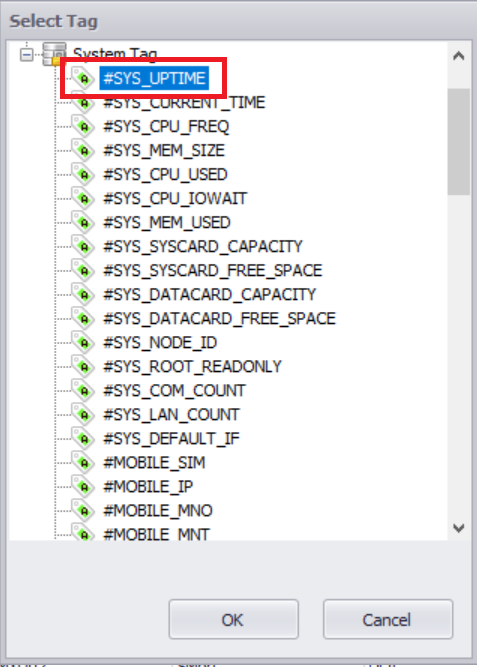 Select Tag
System Tag
#SYS_UPTIME
#SYS_CURRENT_TIME
#SYS_CPU_FREQ
#SYS_MEM_SIZE
#SYS_CPU_USED
#SYS_CPU_IOWAIT
#SYS_MEM_USED
#SYS_SYSCARD_CAPACITY
#SYS_SYSCARD_FREE_SPACE
#SYS_DATACARD_CAPACITY
#SYS_DATACARD_FREE_SPACE
#SYS_NODE_ID
#SYS_ROOT_READONLY
#SYS_COM_COUNT
#SYS_LAN_COUNT
#SYS_DEFAULT_IF
#MOBILE_SIM
#MOBILE_IP
#MOBILE_MNO
#MOBILE_MNT
OK Cancel